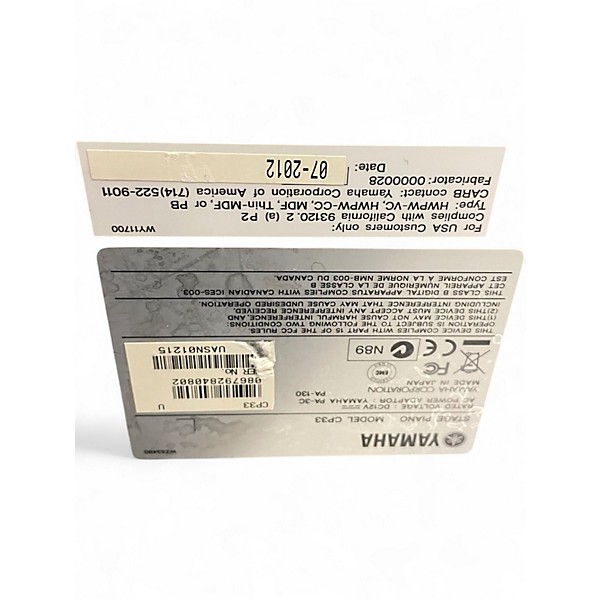 YAMAHA
WZ93490
STAGE PIANO MODEL CP33
RATED VOLTAGE : DC12V
AC POWER ADAPTOR : YAMAHA PA-3C
PA-130
YAMAHA CORPORATION
MADE IN JAPAN
CP33 U
086792840802
SER No.
UASN01215
FC
EMC
N89
THIS DEVICE COMPLIES WITH PART 15 OF THE FCC RULES.
OPERATION IS SUBJECT TO THE FOLLOWING TWO CONDITIONS:
(1)THIS DEVICE MAY NOT CAUSE HARMFUL INTERFERENCE, AND
(2)THIS DEVICE MUST ACCEPT ANY INTERFERENCE RECEIVED,
INCLUDING INTERFERENCE THAT MAY CAUSE UNDESIRED OPERATION.
THIS CLASS B DIGITAL APPARATUS COMPLIES WITH CANADIAN ICES-003.
CET APPAREIL NUMÉRIQUE DE LA CLASSE B
EST CONFORME A LA NORME NMB-003 DU CANADA.
For USA Customers only:
WY11700
Complies with California 93120. 2 (a) P2
Type: HWPW-VC, HWPW-CC, MDF, Thin-MDF, or PB
CARB contact: Yamaha Corporation of America (714)522-9011
Fabricator: 0000028
Date: 07-2012